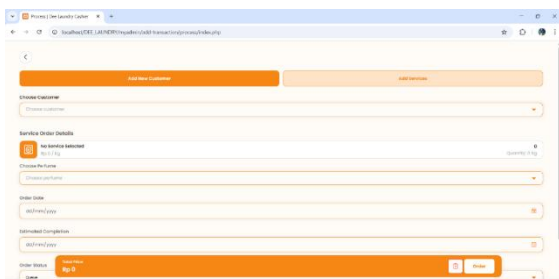 Process | Dee Laundry Cashier
localhost/DEE_LAUNDRY/myadmin/add-transaction/process/index.php
Add New Customer
Add Services
Choose Customer
Choose customer
Service Order Details
No Service Selected
0
Rp 0 / Kg
Quantity: 0 Kg
Choose Perfume
Choose perfume
Order Date
dd/mm/yyyy
Estimated Completion
dd/mm/yyyy
Order Status
Total Price
Rp 0
Order